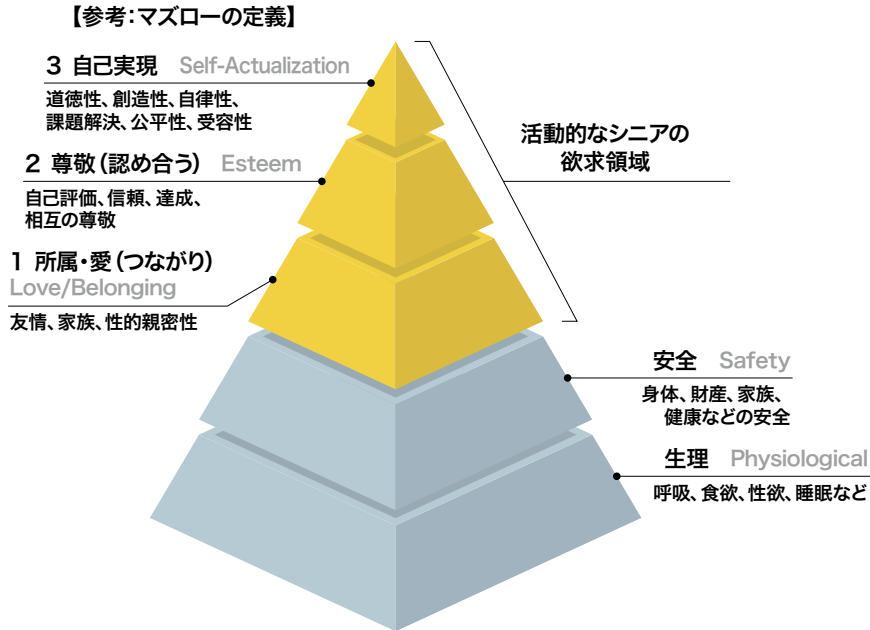 【参考：マズローの定義】
3 自己実現 Self-Actualization
道徳性、創造性、自律性、
課題解決、公平性、受容性
2 尊敬（認め合う） Esteem
自己評価、信頼、達成、
相互の尊敬
1 所属・愛（つながり）
Love/Belonging
友情、家族、性的親密性
活動的なシニアの
欲求領域
安全 Safety
身体、財産、家族、
健康などの安全
生理 Physiological
呼吸、食欲、性欲、睡眠など